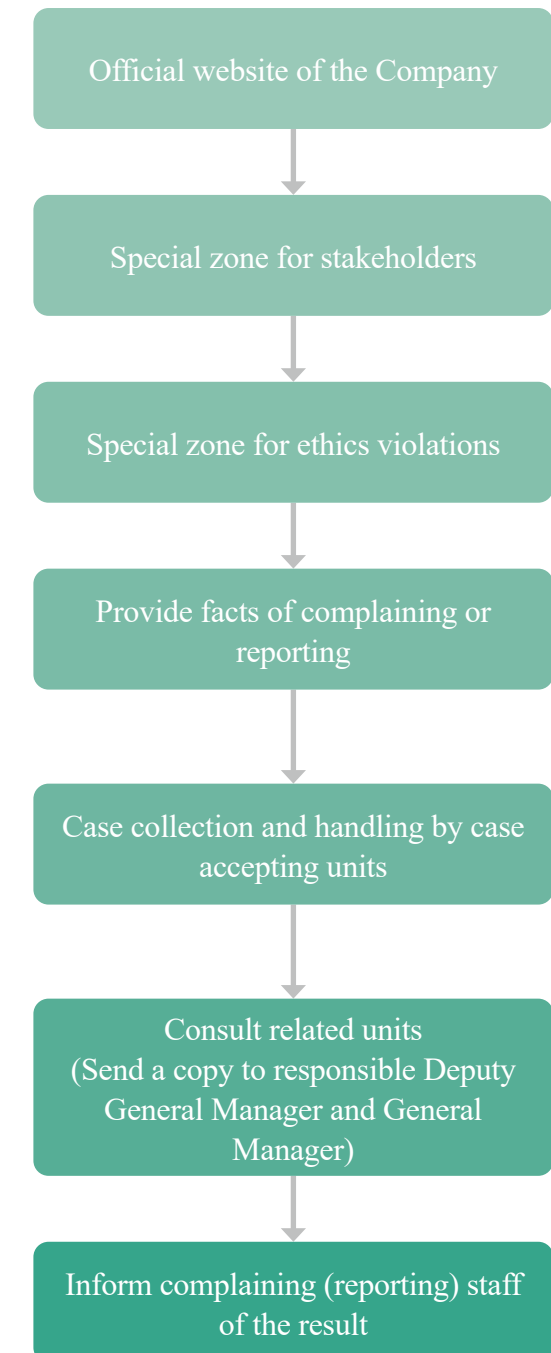 Official website of the Company
Special zone for stakeholders
Special zone for ethics violations
Provide facts of complaining or
reporting
Case collection and handling by case
accepting units
Consult related units
(Send a copy to responsible Deputy
General Manager and General
Manager)
Inform complaining (reporting) staff
of the result